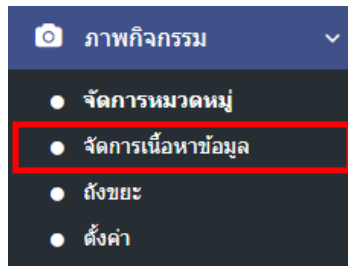 ภาพกิจกรรม
จัดการหมวดหมู่
จัดการเนื้อหาข้อมูล
ถังขยะ
ตั้งค่า